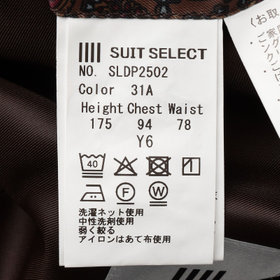 SUIT SELECT
NO. SLDP2502
Color 31A
Height Chest Waist
175 94 78
Y6
40
F W
洗濯ネット使用
中性洗剤使用
弱く絞る
アイロンはあて布使用